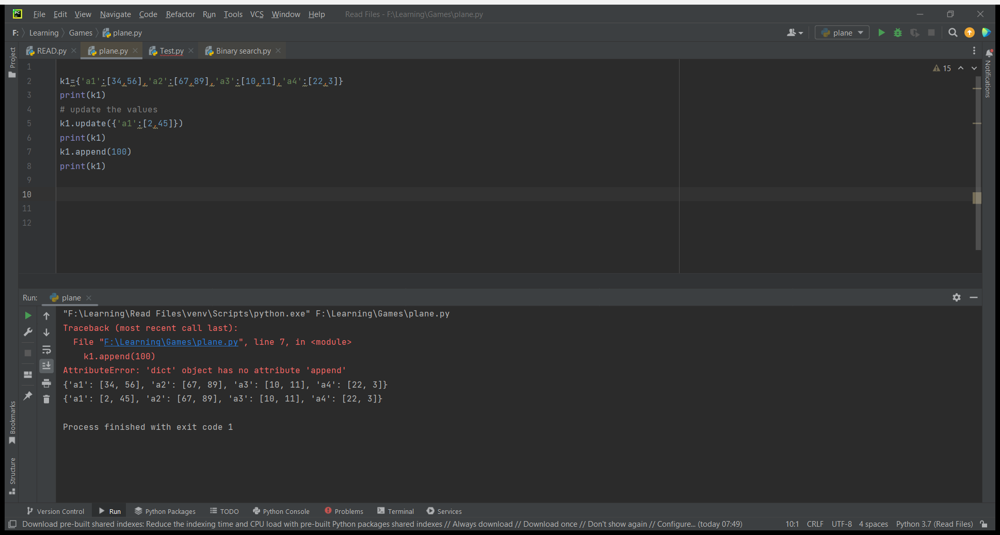 PC File Edit View Navigate Code Refactor Run Tools VCS Window Help Read Files - F:\Learning\Games\plane.py
F: Learning Games plane.py plane
READ.py plane.py Test.py Binary search.py
Project
Notifications
15
1
2 k1={'a1':[34,56],'a2':[67,89],'a3':[10,11],'a4':[22,3]}
3 print(k1)
4 # update the values
5 k1.update({'a1':[2,45]})
6 print(k1)
7 k1.append(100)
8 print(k1)
9
10
11
12
Run: plane
"F:\Learning\Read Files\venv\Scripts\python.exe" F:\Learning\Games\plane.py
Traceback (most recent call last):
File "F:\Learning\Games\plane.py", line 7, in <module>
k1.append(100)
AttributeError: 'dict' object has no attribute 'append'
{'a1': [34, 56], 'a2': [67, 89], 'a3': [10, 11], 'a4': [22, 3]}
{'a1': [2, 45], 'a2': [67, 89], 'a3': [10, 11], 'a4': [22, 3]}
Process finished with exit code 1
Bookmarks
Structure
Version Control Run Python Packages TODO Python Console Problems Terminal Services
Download pre-built shared indexes: Reduce the indexing time and CPU load with pre-built Python packages shared indexes // Always download // Download once // Don't show again // Configure... (today 07:49) 10:1 CRLF UTF-8 4 spaces Python 3.7 (Read Files)